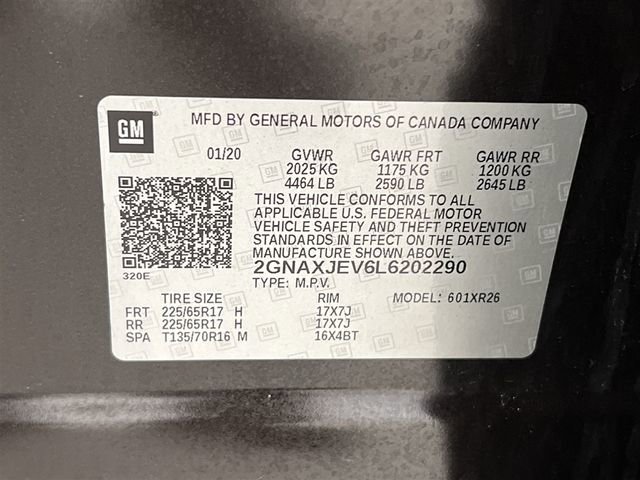 GM
MFD BY GENERAL MOTORS OF CANADA COMPANY
01/20 GVWR GAWR FRT GAWR RR
2025 KG 1175 KG 1200 KG
4464 LB 2590 LB 2645 LB
THIS VEHICLE CONFORMS TO ALL
APPLICABLE U.S. FEDERAL MOTOR
VEHICLE SAFETY AND THEFT PREVENTION
STANDARDS IN EFFECT ON THE DATE OF
MANUFACTURE SHOWN ABOVE.
320E
2GNAXJEV6L6202290
TYPE: M.P.V.
TIRE SIZE RIM MODEL: 601XR26
FRT 225/65R17 H 17X7J
RR 225/65R17 H 17X7J
SPA T135/70R16 M 16X4BT